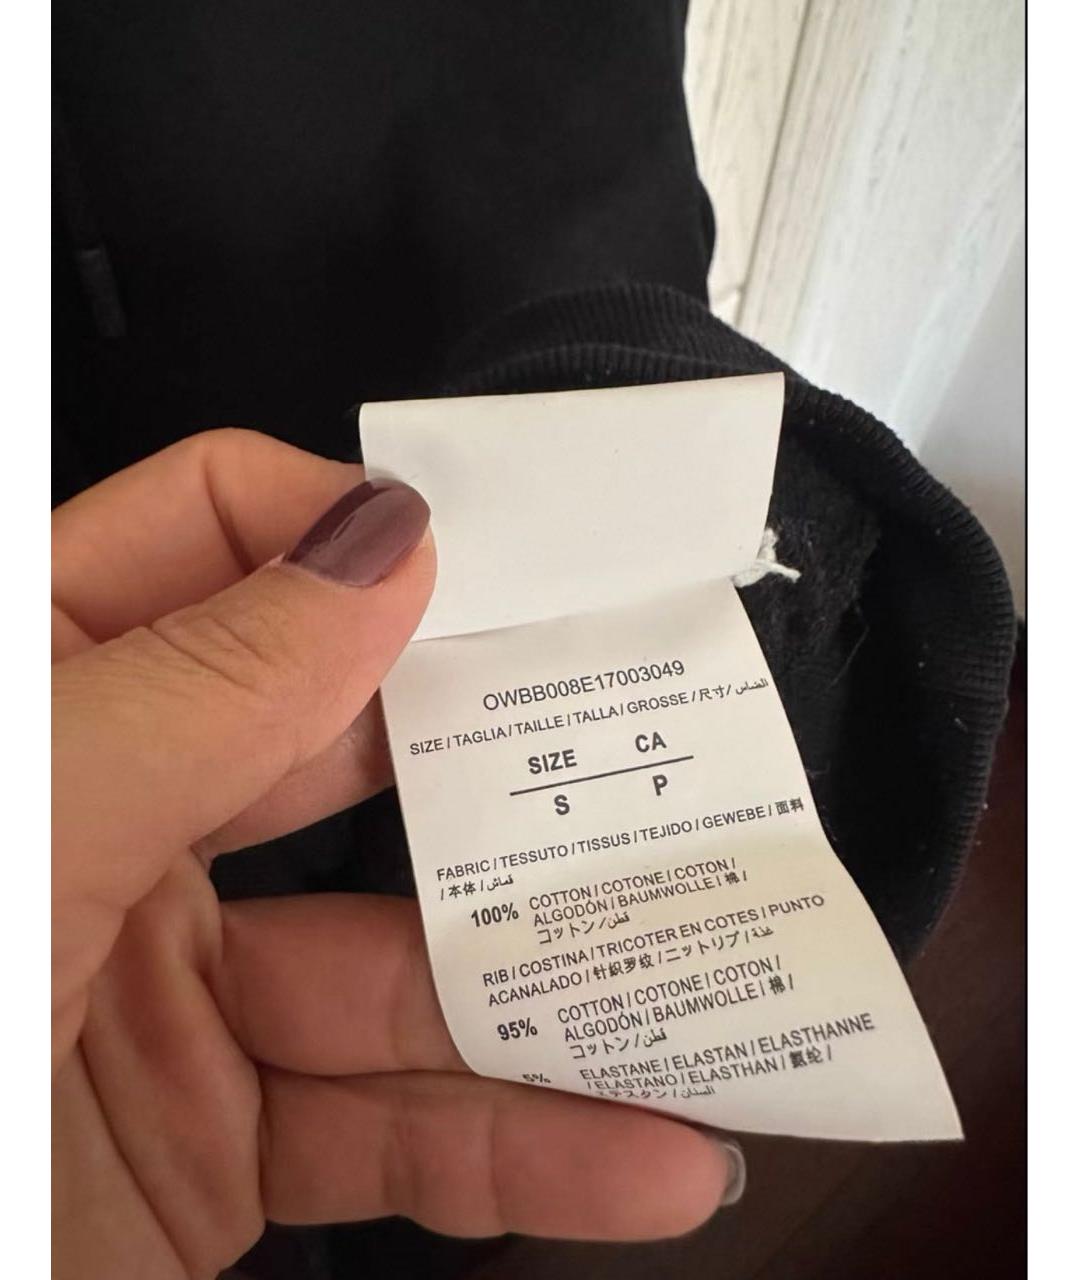 OWBB008E17003049
SIZE / TAGLIA / TAILLE / TALLA / GROSSE / 尺寸 /
SIZE CA
S P
FABRIC / TESSUTO / TISSUS / TEJIDO / GEWEBE / 面料
/ 本体 / قماش
100% COTTON / COTONE / COTON /
ALGODÓN / BAUMWOLLE / 棉 /
コットン / قطن
RIB / COSTINA / TRICOTER EN COTES / PUNTO
ACANALADO / 针织罗纹 / ニットリブ /
95% COTTON / COTONE / COTON /
ALGODÓN / BAUMWOLLE / 棉 /
コットン / قطن
5% ELASTANE / ELASTAN / ELASTHANNE
/ ELASTANO / ELASTHAN / 氨纶 /